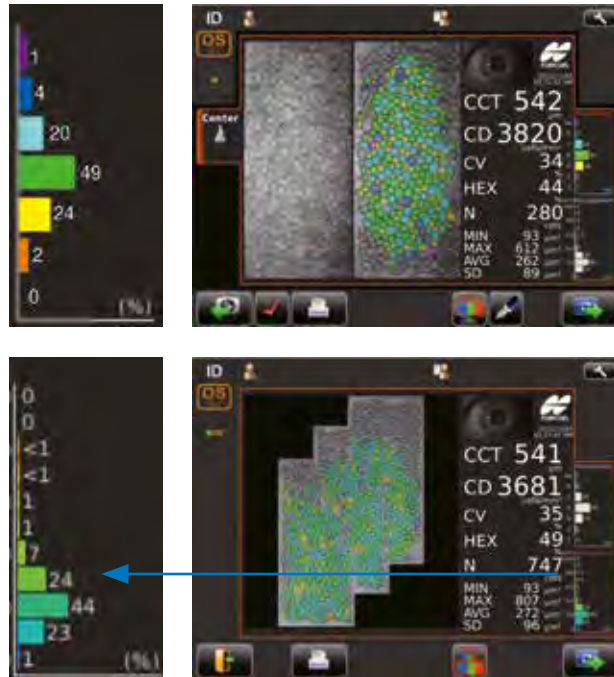 1
4
20
49
24
2
0
(%)
ID
OS
Center
CCT 542
CD 3820
CV 34
HEX 44
N 280
MIN 93
MAX 612
AVG 262
SD 89
0
0
<1
<1
1
1
7
24
44
23
1
(%)
ID
OS
CCT 541
CD 3681
CV 35
HEX 49
N 747
MIN 93
MAX 807
AVG 272
SD 96